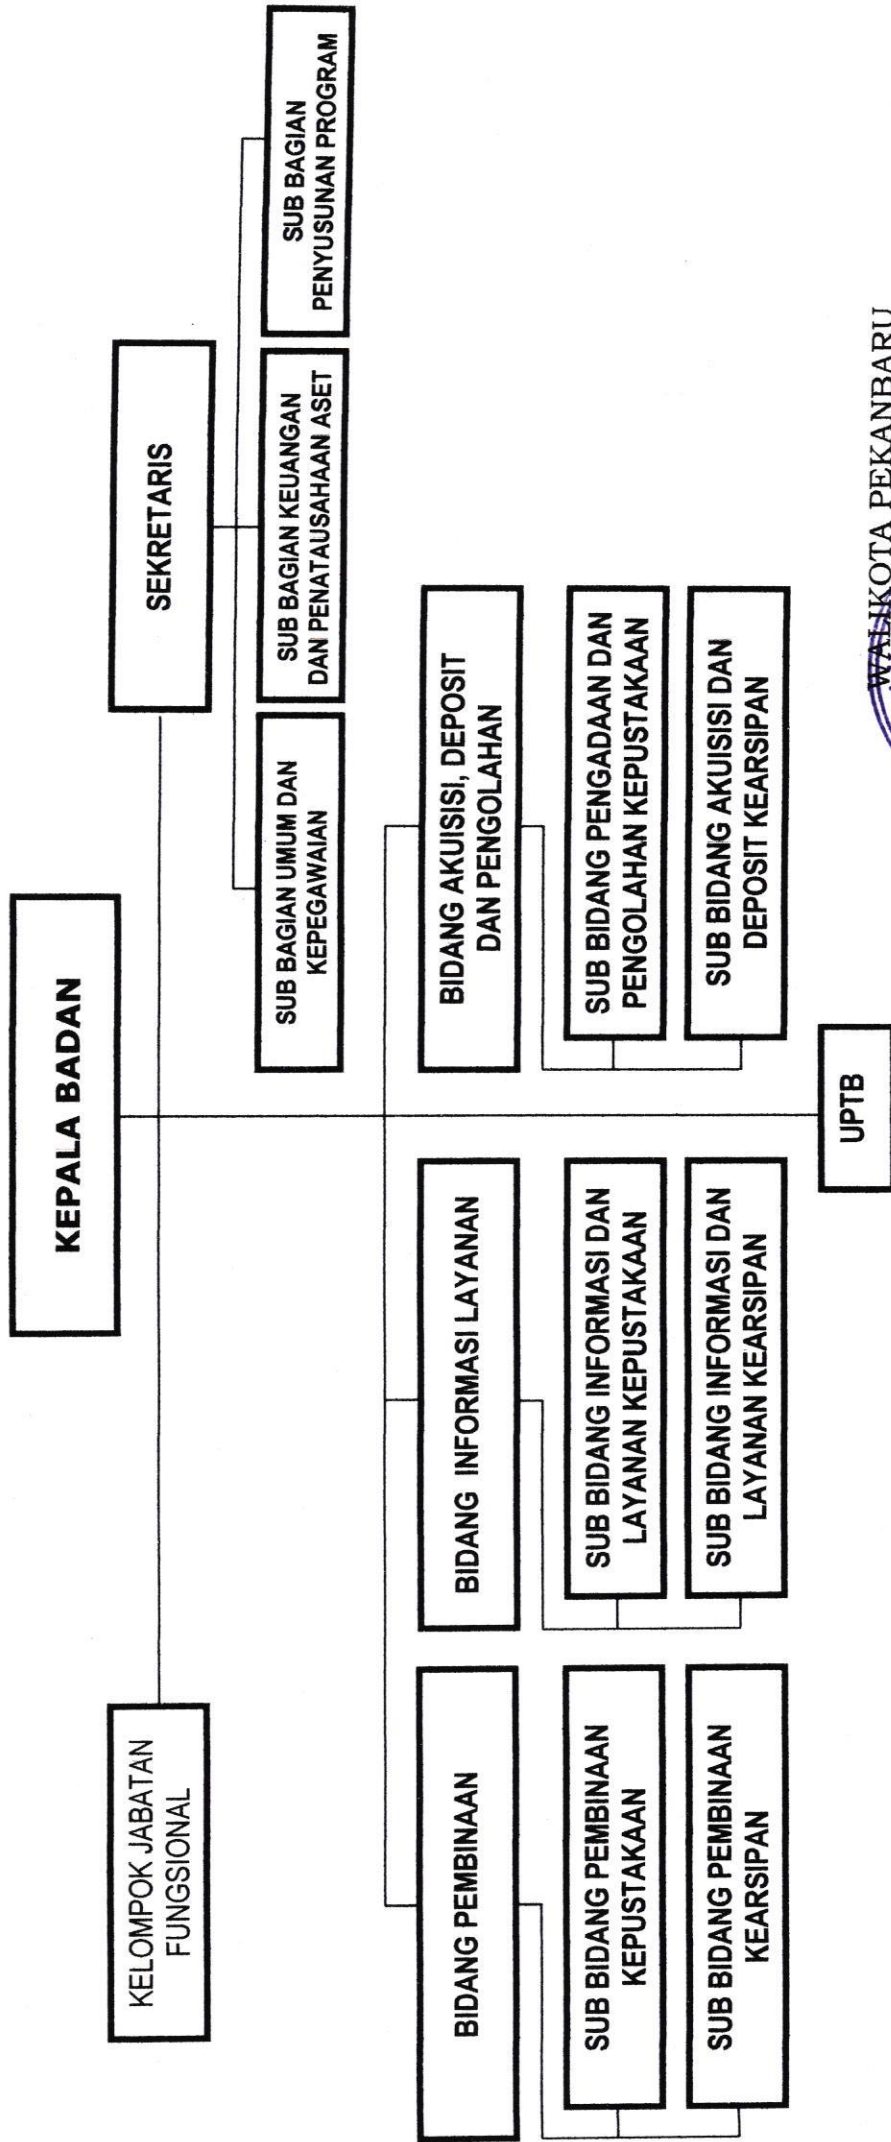 KEPALA BADAN
KELOMPOK JABATAN
FUNGSIONAL
SEKRETARIS
SUB BAGIAN UMUM DAN
KEPEGAWAIAN
SUB BAGIAN KEUANGAN
DAN PENATAUSAHAAN ASET
SUB BAGIAN
PENYUSUNAN PROGRAM
BIDANG PEMBINAAN
SUB BIDANG PEMBINAAN
KEPUSTAKAAN
SUB BIDANG PEMBINAAN
KEARSIPAN
BIDANG INFORMASI LAYANAN
SUB BIDANG INFORMASI DAN
LAYANAN KEPUSTAKAAN
SUB BIDANG INFORMASI DAN
LAYANAN KEARSIPAN
BIDANG AKUISISI, DEPOSIT
DAN PENGOLAHAN
SUB BIDANG PENGADAAN DAN
PENGOLAHAN KEPUSTAKAAN
SUB BIDANG AKUISISI DAN
DEPOSIT KEARSIPAN
UPTB
WALIKOTA PEKANBARU